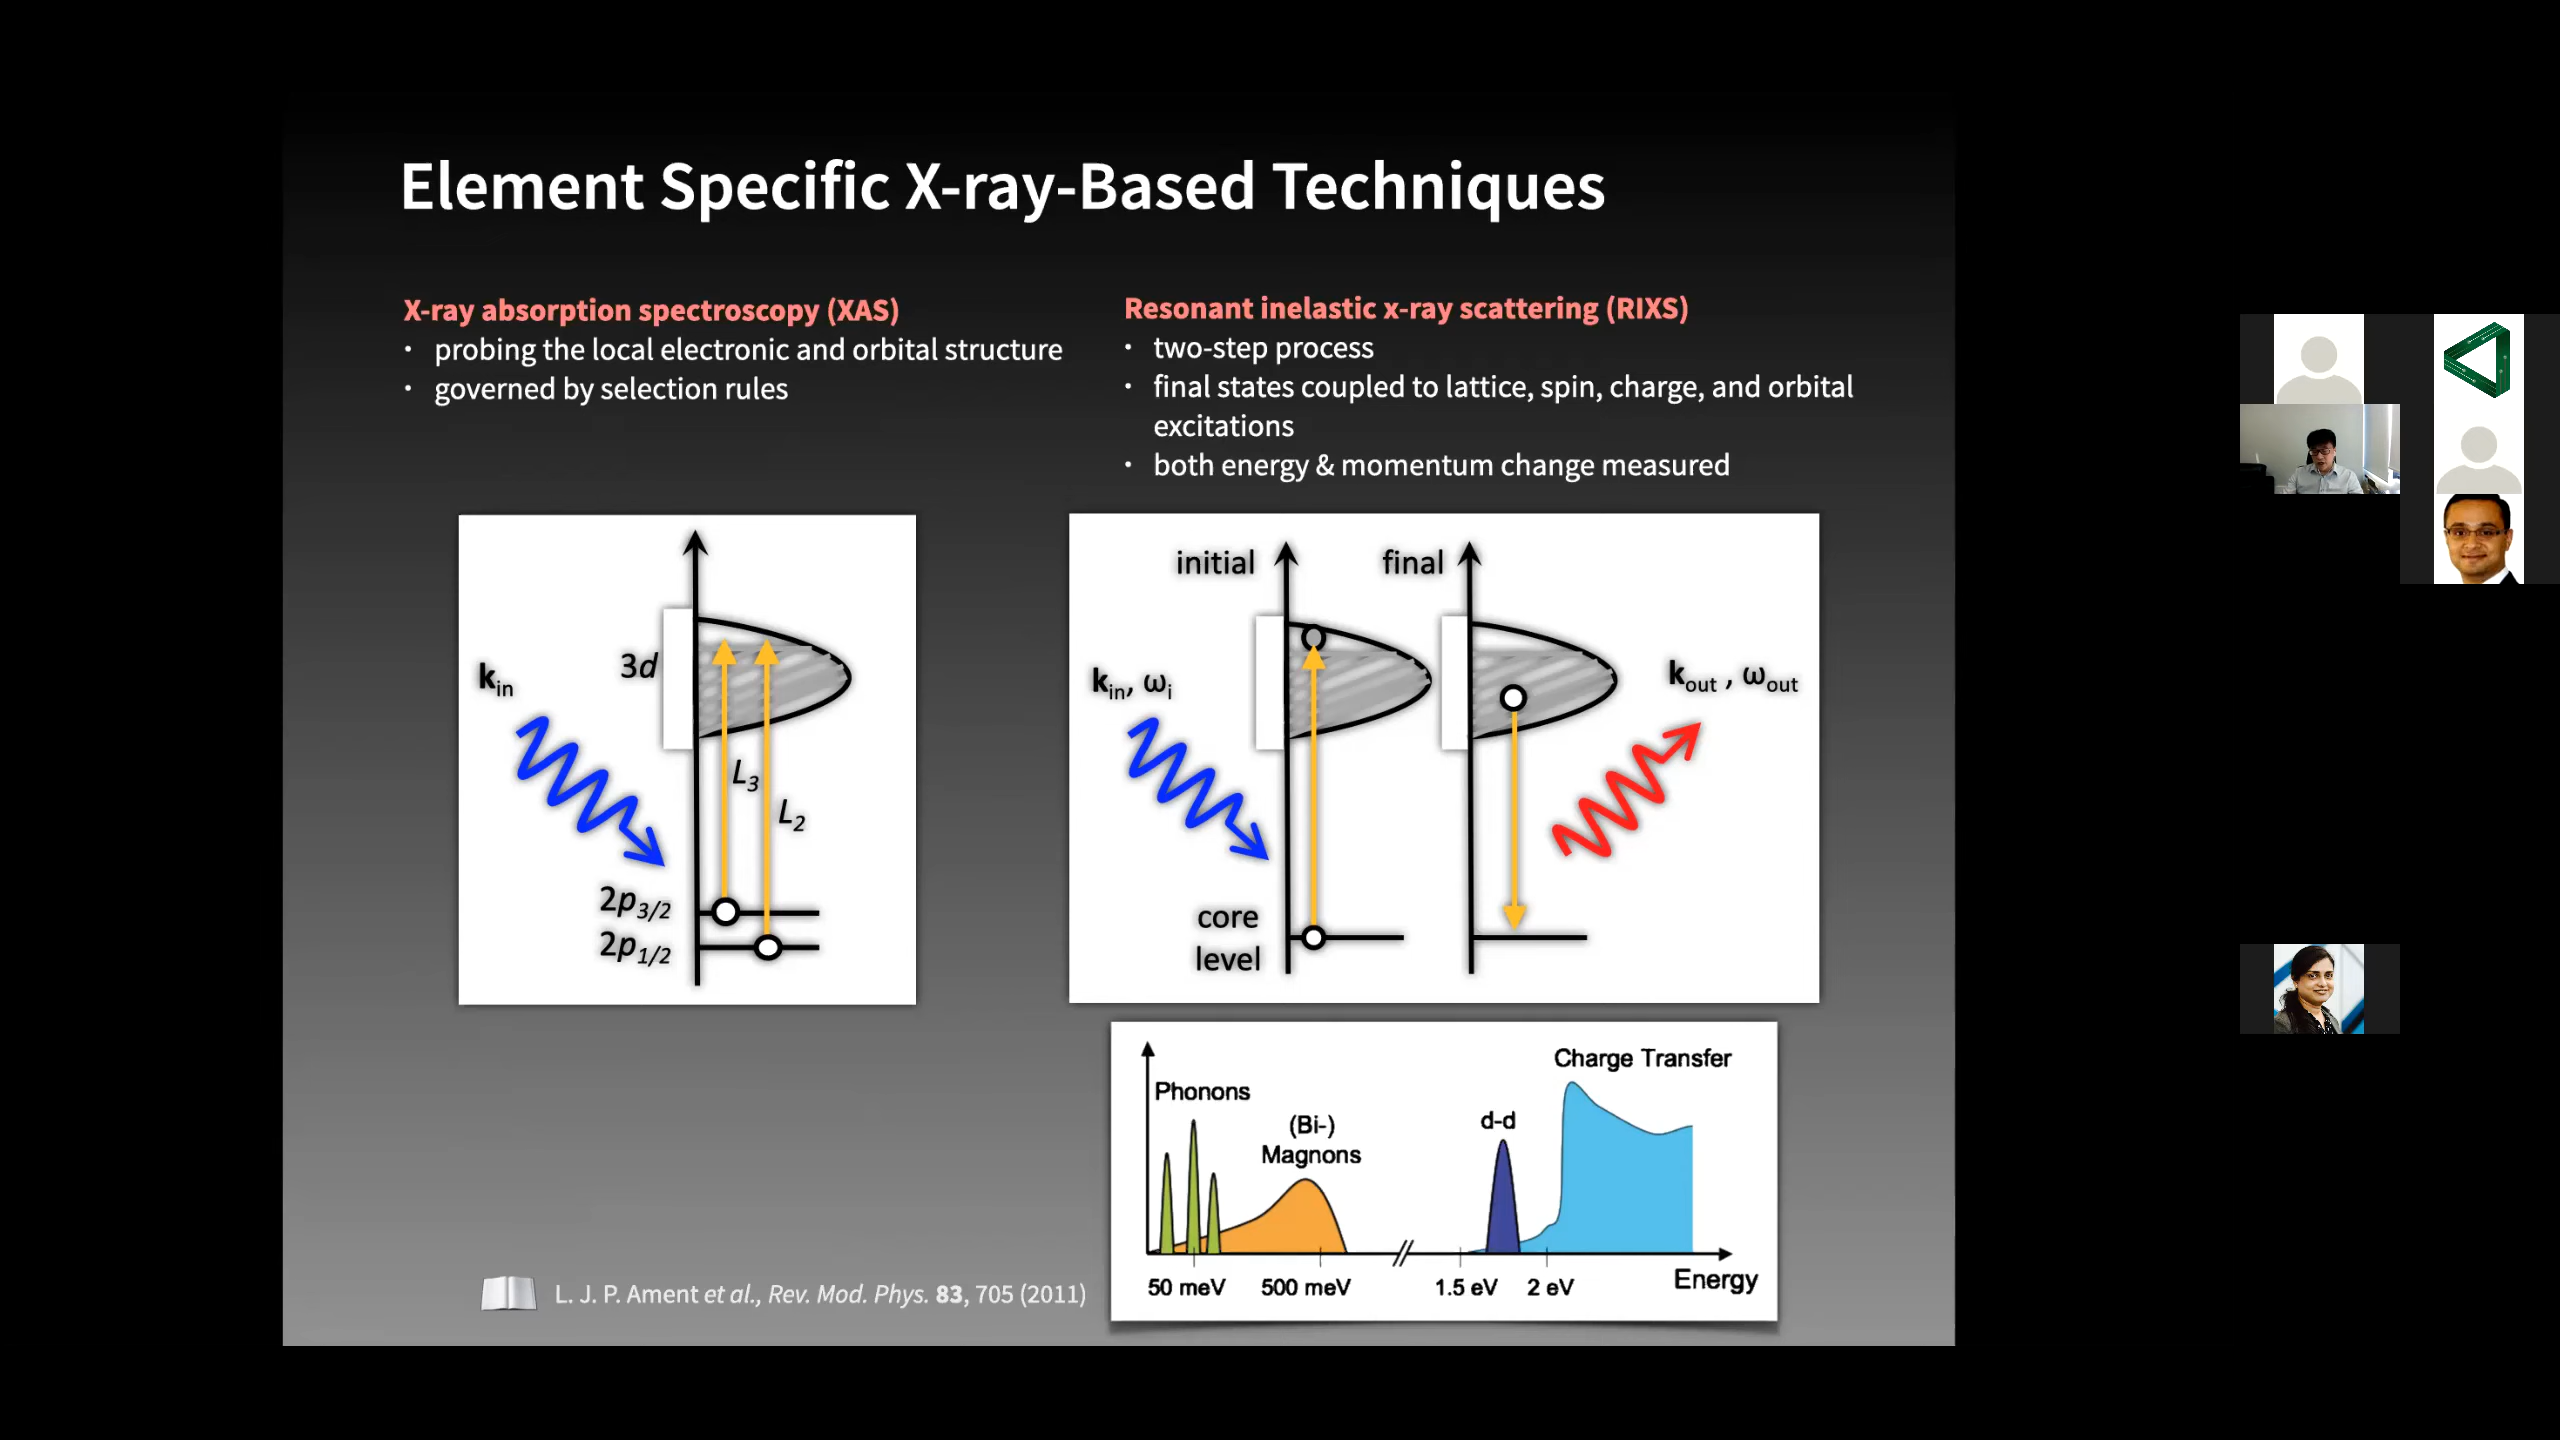 Element Specific X-ray-Based Techniques
X-ray absorption spectroscopy (XAS)
• probing the local electronic and orbital structure
• governed by selection rules
Resonant inelastic x-ray scattering (RIXS)
• two-step process
• final states coupled to lattice, spin, charge, and orbital
excitations
• both energy & momentum change measured
3d
k_in
L_3
L_2
2p_3/2
2p_1/2
initial
final
k_in, ω_i
k_out , ω_out
core
level
Charge Transfer
Phonons
(Bi-)
Magnons
d-d
50 meV 500 meV 1.5 eV 2 eV
Energy
L. J. P. Ament et al., Rev. Mod. Phys. 83, 705 (2011)